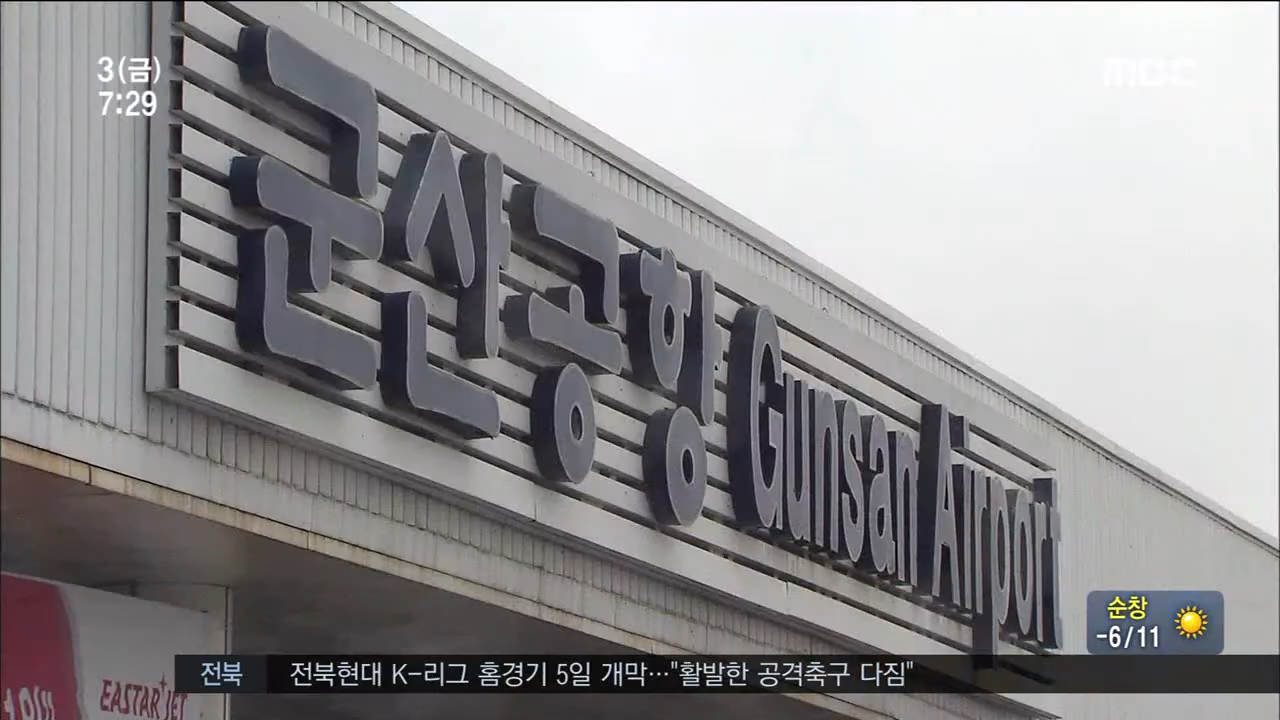 3(금)
7:29
MBC
군산공항 Gunsan Airport
순창
-6/11
EASTAR JET
전북 전북현대 K-리그 홈경기 5일 개막..."활발한 공격축구 다짐"